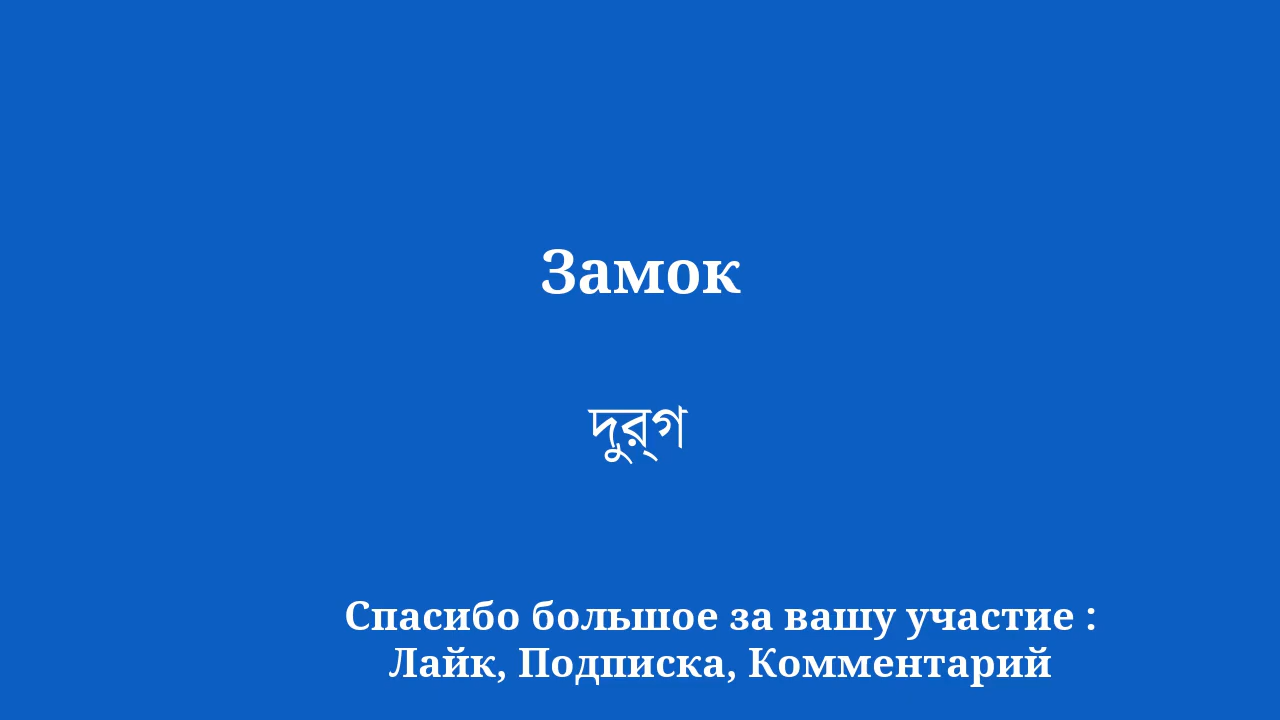 Замок
দুর্গ
Спасибо большое за вашу участие :
Лайк, Подписка, Комментарий